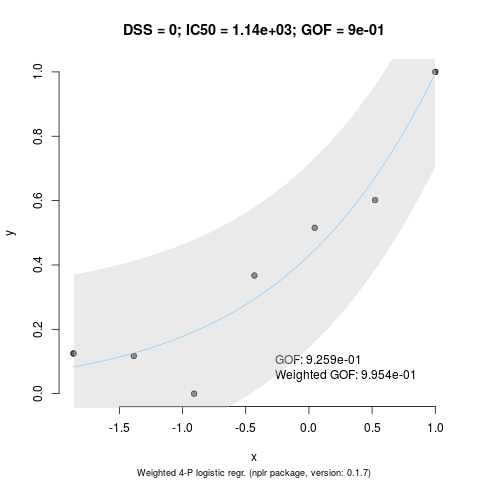 DSS = 0; IC50 = 1.14e+03; GOF = 9e-01
1.0
0.8
0.6
0.4
0.2
0.0
y
GOF: 9.259e-01
Weighted GOF: 9.954e-01
-1.5 -1.0 -0.5 0.0 0.5 1.0
x
Weighted 4-P logistic regr. (nplr package, version: 0.1.7)